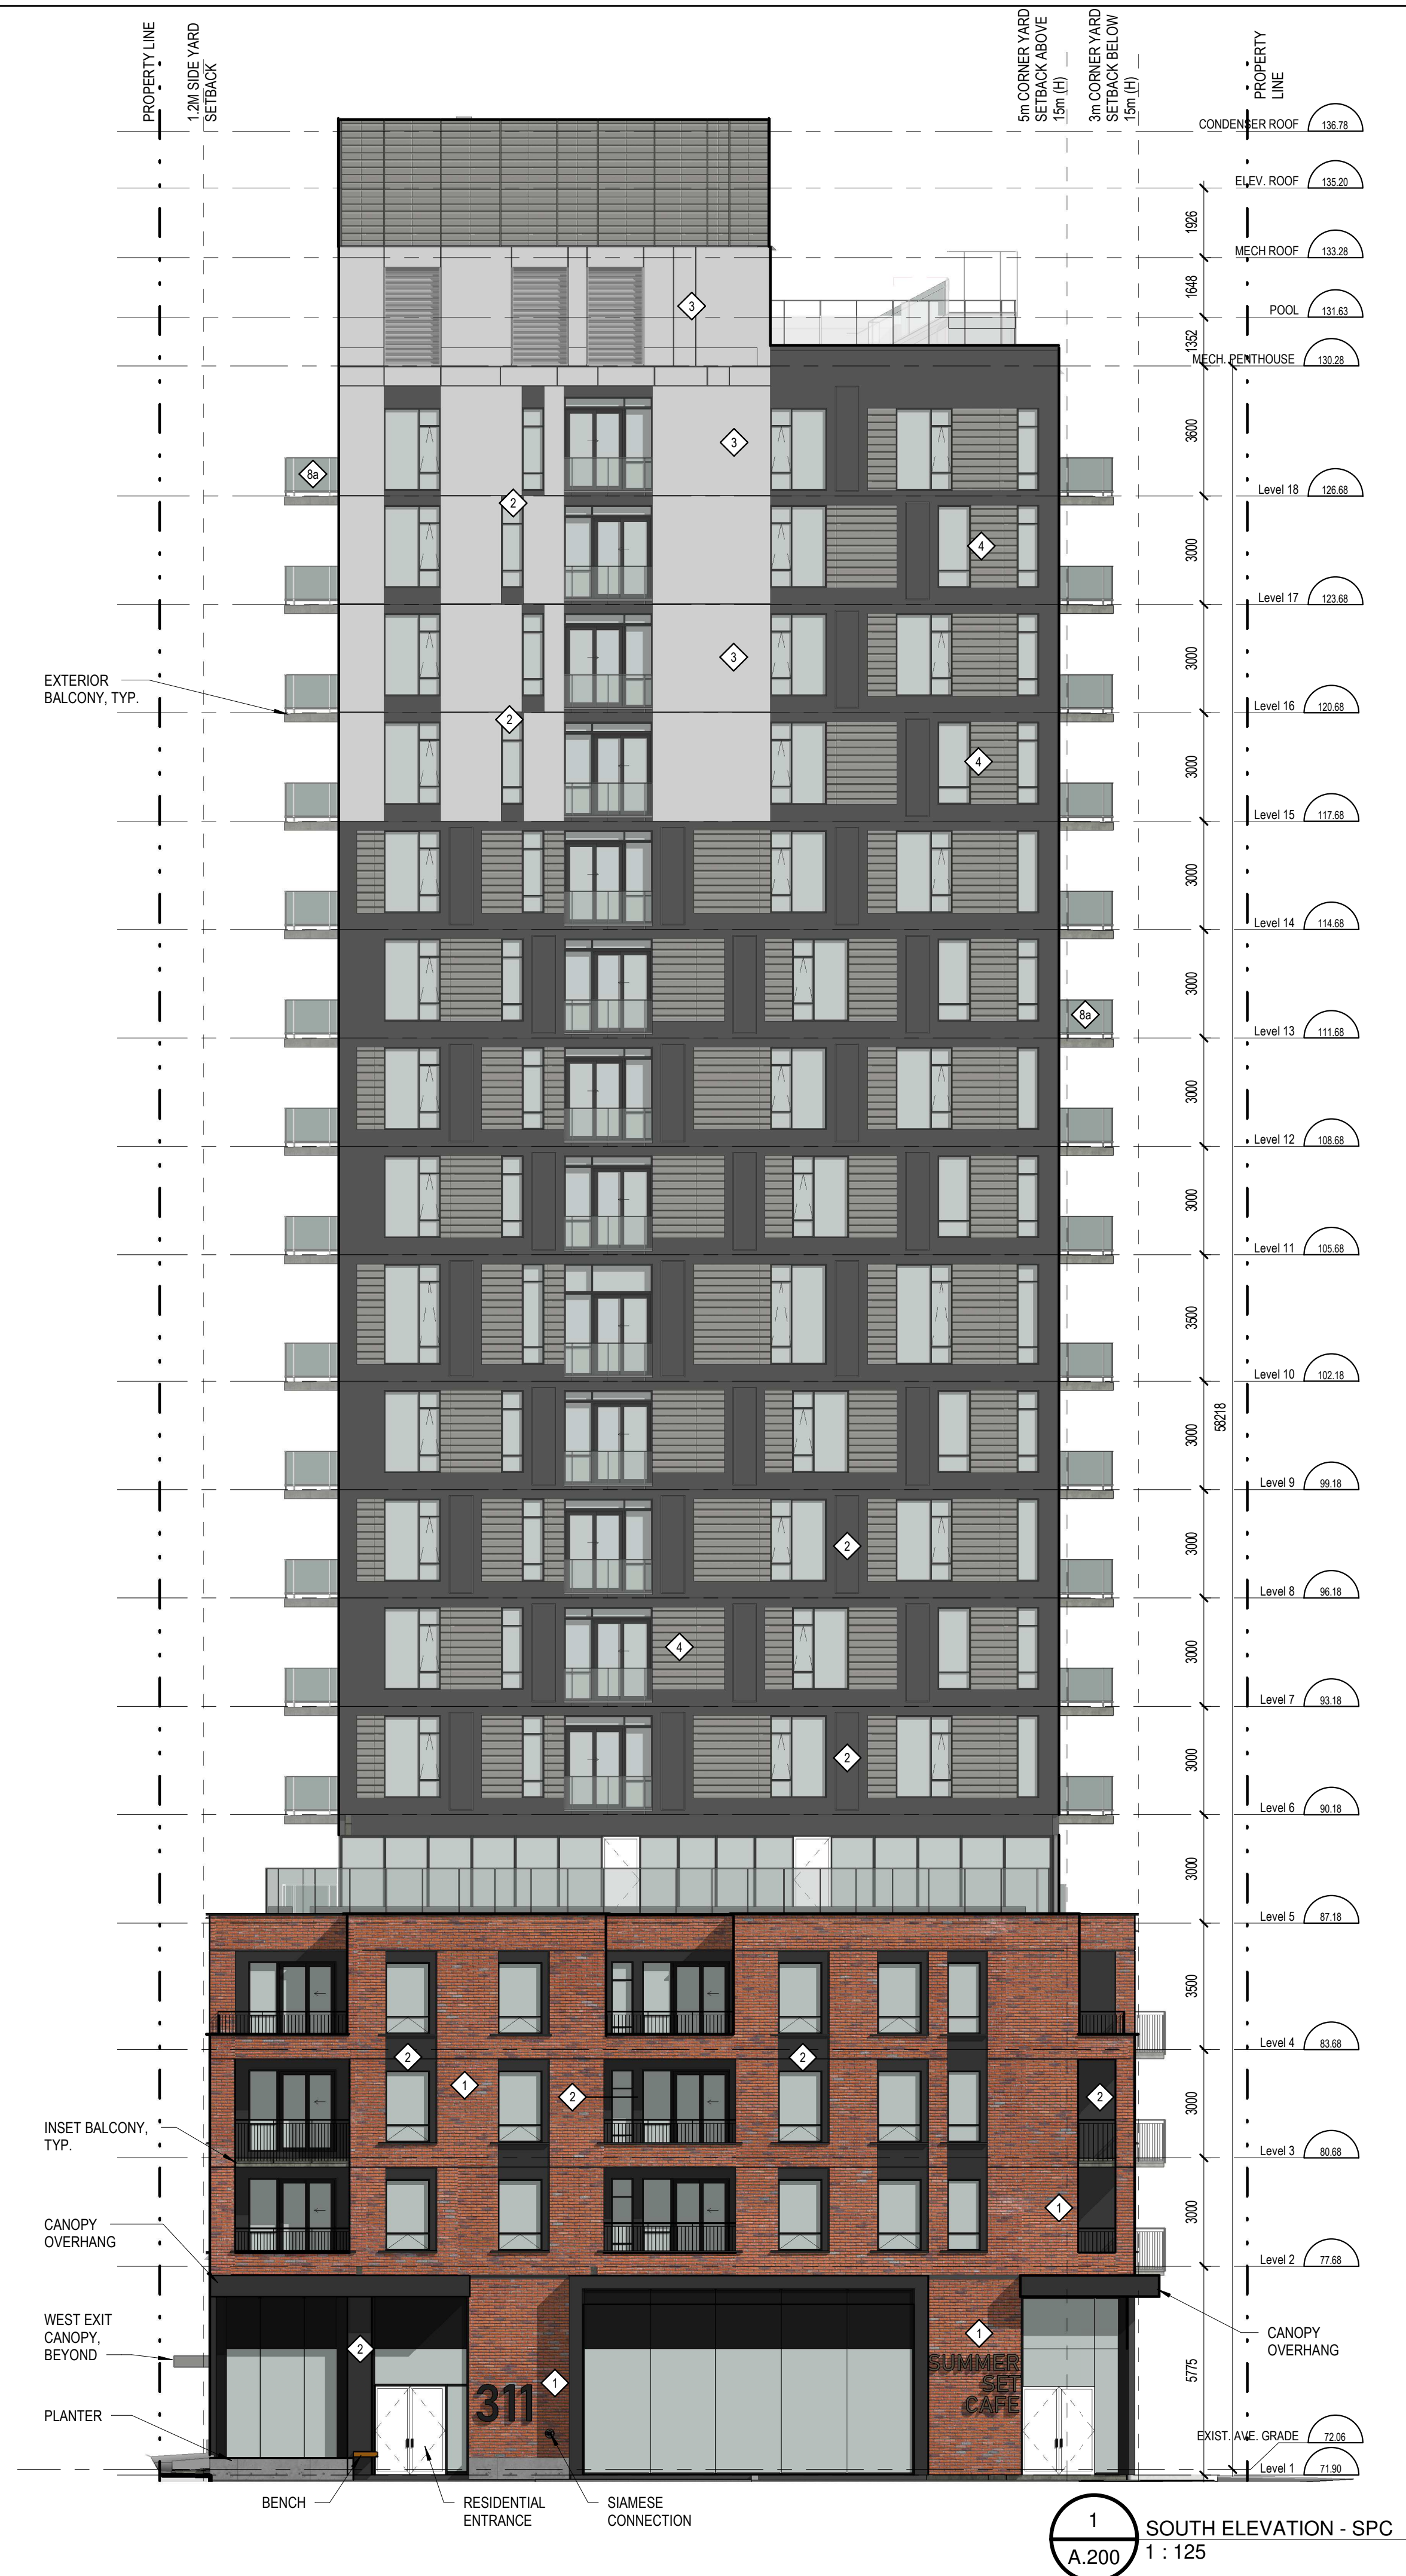 PROPERTY LINE
1.2M SIDE YARD
SETBACK
5m CORNER YARD
SETBACK ABOVE
15m (H)
3m CORNER YARD
SETBACK BELOW
15m (H)
PROPERTY
LINE
CONDENSER ROOF 136.78
ELEV. ROOF 135.20
1926
MECH ROOF 133.28
3
1648
POOL 131.63
1352
MECH. PENTHOUSE 130.28
3
3600
8a
Level 18 126.68
2
4
3000
Level 17 123.68
3
3000
EXTERIOR
BALCONY, TYP.
Level 16 120.68
2
4
3000
Level 15 117.68
3000
Level 14 114.68
3000
8a
Level 13 111.68
3000
Level 12 108.68
3000
Level 11 105.68
3500
Level 10 102.18
58218
3000
Level 9 99.18
2
3000
Level 8 96.18
4
3000
Level 7 93.18
2
3000
Level 6 90.18
3000
Level 5 87.18
3500
Level 4 83.68
2
2
1
2
2
3000
INSET BALCONY,
TYP.
Level 3 80.68
1
3000
CANOPY
OVERHANG
Level 2 77.68
WEST EXIT
CANOPY,
BEYOND
2
1
1
CANOPY
OVERHANG
SUMMER
SET
CAFE
5775
311
PLANTER
EXIST. AVE. GRADE 72.06
Level 1 71.90
BENCH
RESIDENTIAL
ENTRANCE
SIAMESE
CONNECTION
1
A.200
SOUTH ELEVATION - SPC
1 : 125